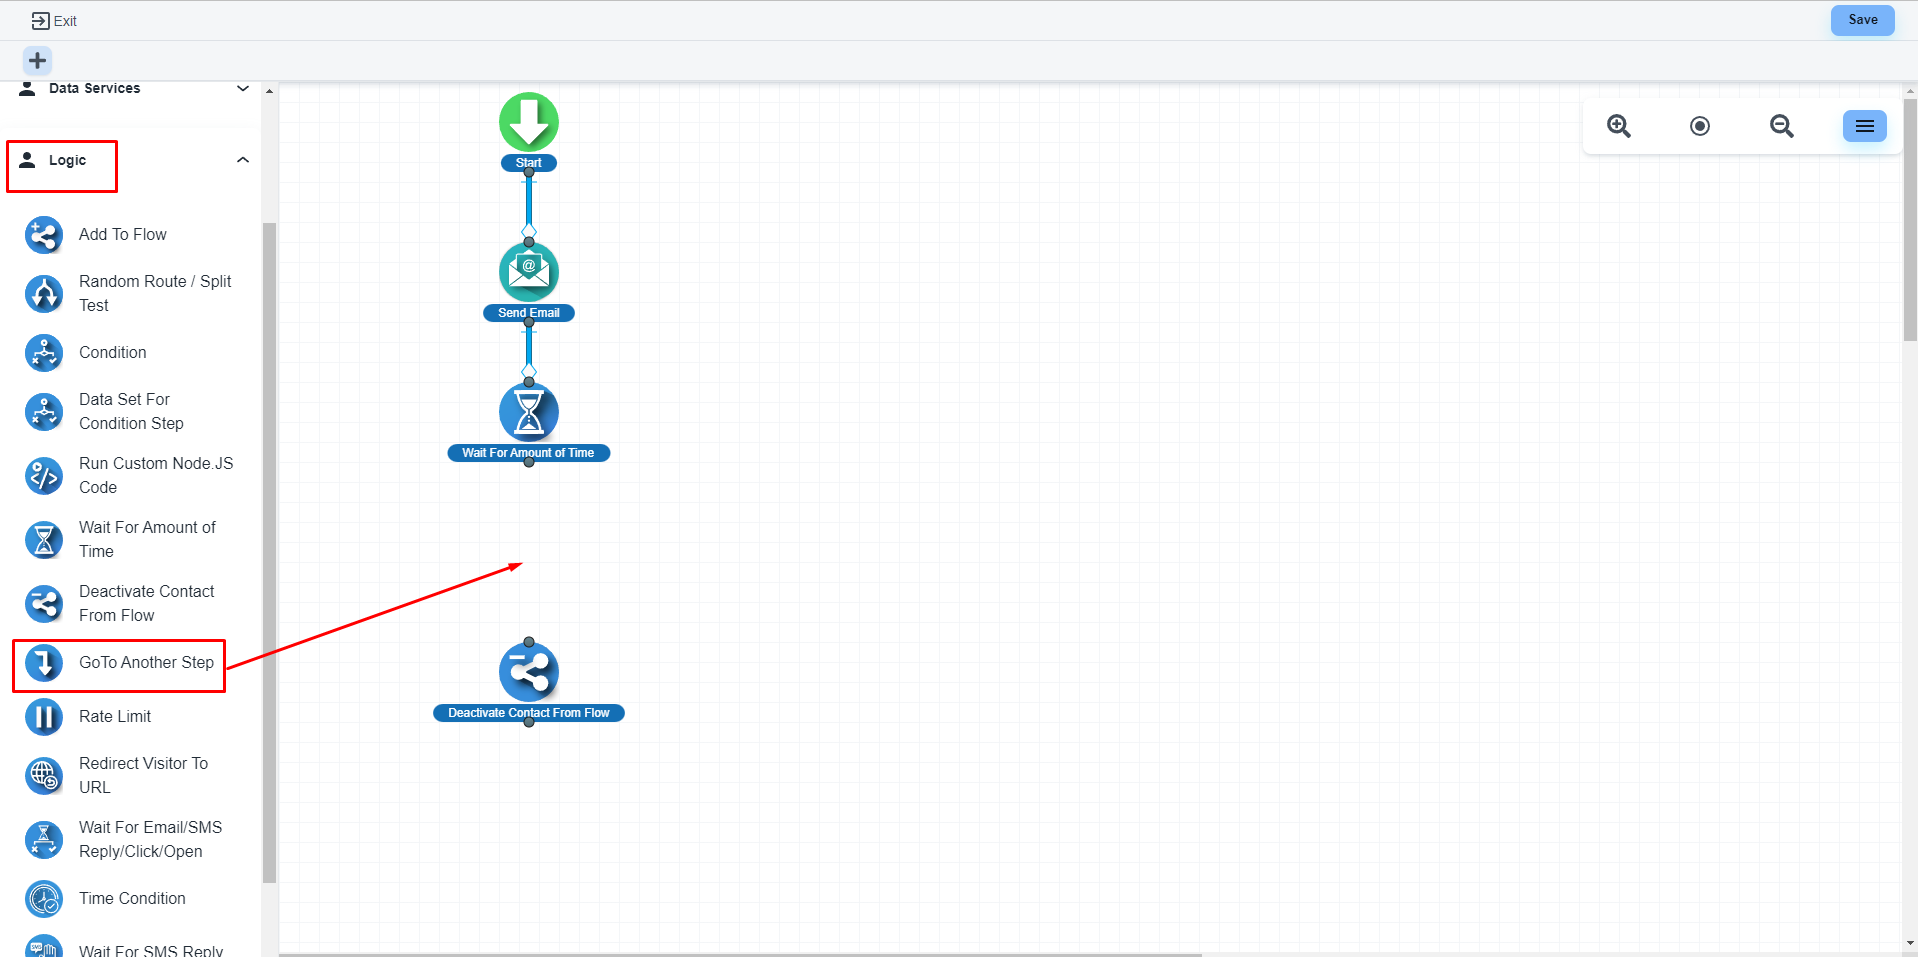 Exit
Save
Data Services
Logic
Add To Flow
Random Route / Split
Test
Condition
Data Set For
Condition Step
Run Custom Node.JS
Code
Wait For Amount of
Time
Deactivate Contact
From Flow
GoTo Another Step
Rate Limit
Redirect Visitor To
URL
Wait For Email/SMS
Reply/Click/Open
Time Condition
SMS
Wait For SMS Reply
Start
@
Send Email
Wait For Amount of Time
Deactivate Contact From Flow